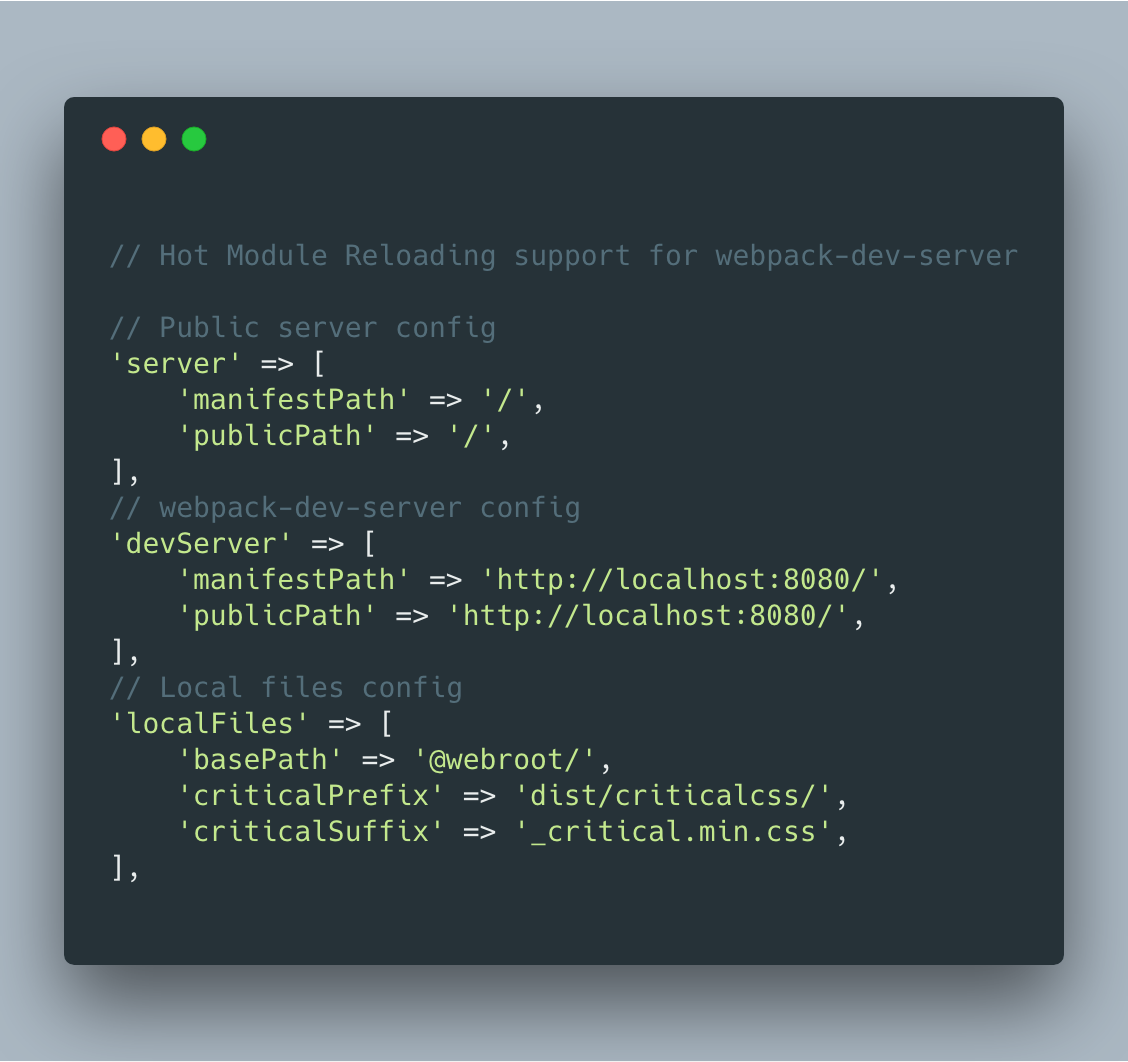 // Hot Module Reloading support for webpack-dev-server
// Public server config
'server' => [
    'manifestPath' => '/',
    'publicPath' => '/',
],
// webpack-dev-server config
'devServer' => [
    'manifestPath' => 'http://localhost:8080/',
    'publicPath' => 'http://localhost:8080/',
],
// Local files config
'localFiles' => [
    'basePath' => '@webroot/',
    'criticalPrefix' => 'dist/criticalcss/',
    'criticalSuffix' => '_critical.min.css',
],